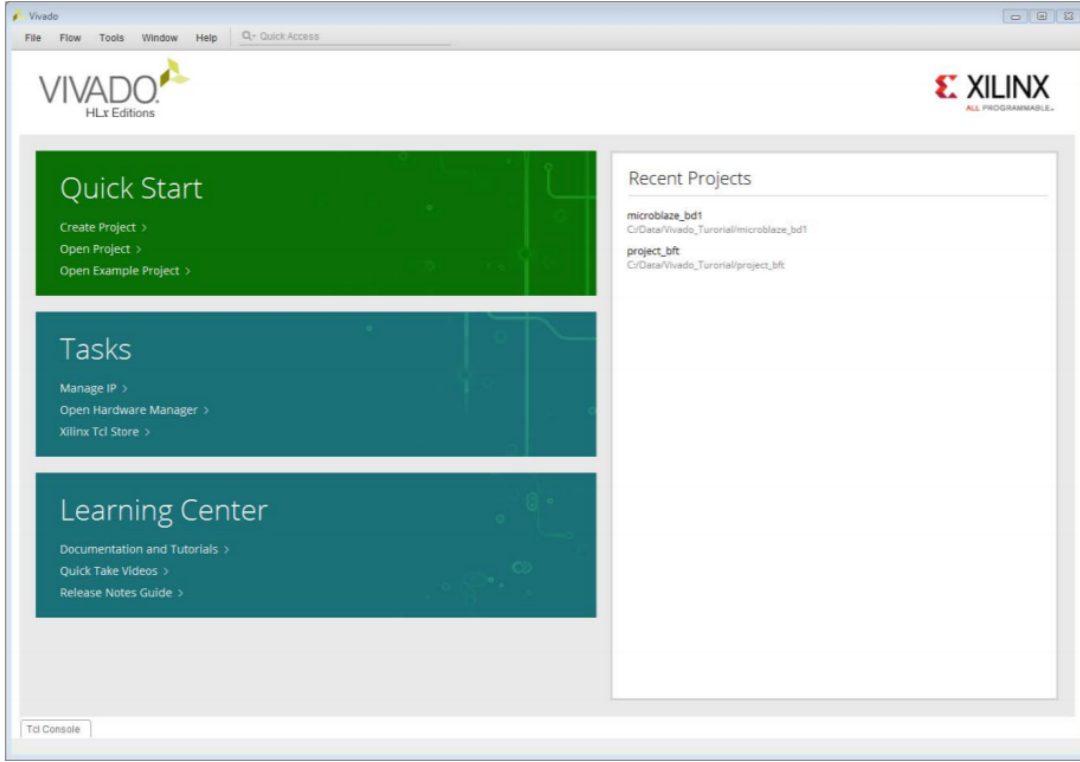 Vivado
File Flow Tools Window Help Quick Access
VIVADO.
HLx Editions
XILINX
ALL PROGRAMMABLE.
Quick Start
Create Project >
Open Project >
Open Example Project >
Tasks
Manage IP >
Open Hardware Manager >
Xilinx Tcl Store >
Learning Center
Documentation and Tutorials >
Quick Take Videos >
Release Notes Guide >
Recent Projects
microblaze_bd1
C:/Data/Vivado_Turorial/microblaze_bd1
project_bft
C:/Data/Vivado_Turorial/project_bft
Tcl Console